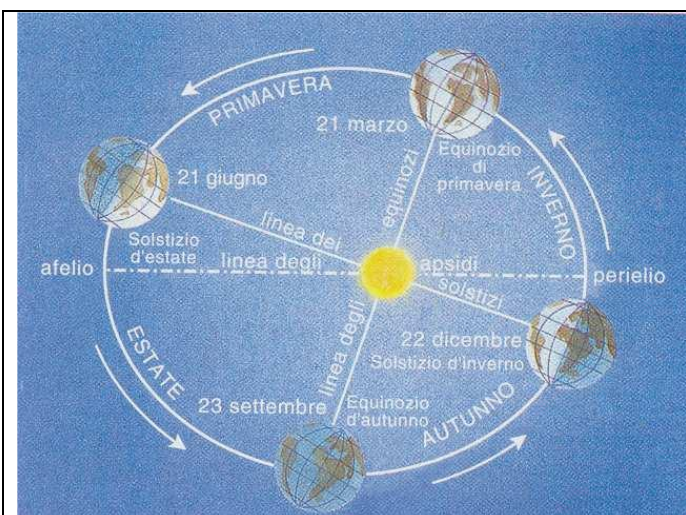 PRIMAVERA
21 marzo
Equinozio
di
primavera
INVERNO
21 giugno
Solstizio
d'estate
linea dei
solstizi
equinozi
linea degli
afelio
linea degli
apsidi
perielio
22 dicembre
Solstizio d'inverno
ESTATE
23 settembre
Equinozio
d'autunno
AUTUNNO